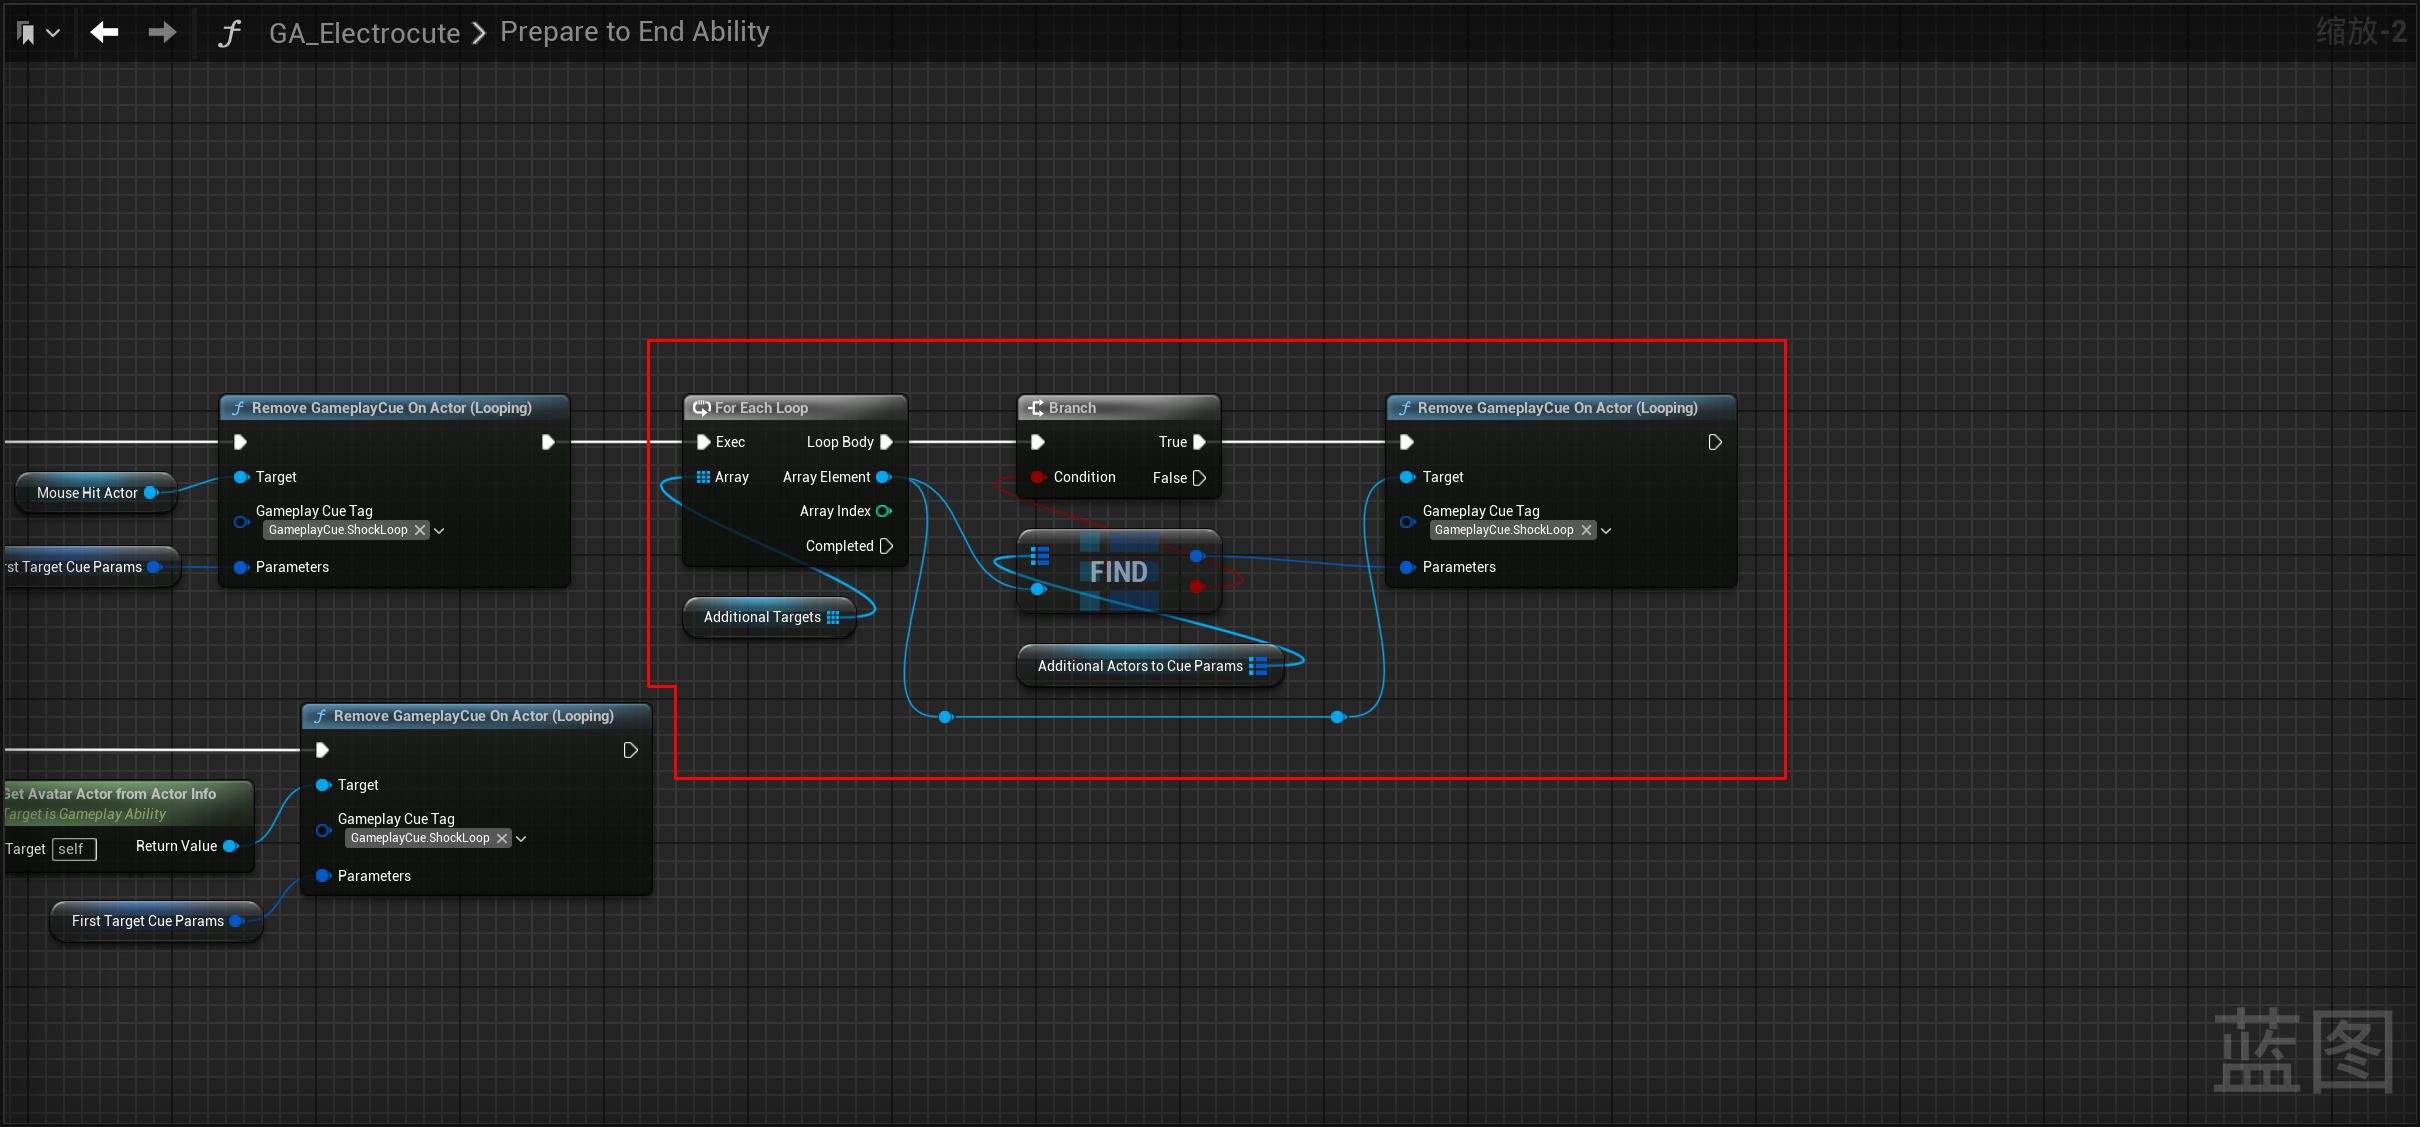 GA_Electrocute > Prepare to End Ability
缩放-2
Remove GameplayCue On Actor (Looping)
Target
Gameplay Cue Tag
GameplayCue.ShockLoop
Parameters
Mouse Hit Actor
rst Target Cue Params
For Each Loop
Exec
Loop Body
Array
Array Element
Array Index
Completed
Additional Targets
Branch
True
Condition
False
FIND
Additional Actors to Cue Params
Remove GameplayCue On Actor (Looping)
Target
Gameplay Cue Tag
GameplayCue.ShockLoop
Parameters
Remove GameplayCue On Actor (Looping)
Target
Gameplay Cue Tag
GameplayCue.ShockLoop
Parameters
Get Avatar Actor from Actor Info
Target is Gameplay Ability
Target self
Return Value
First Target Cue Params
蓝图